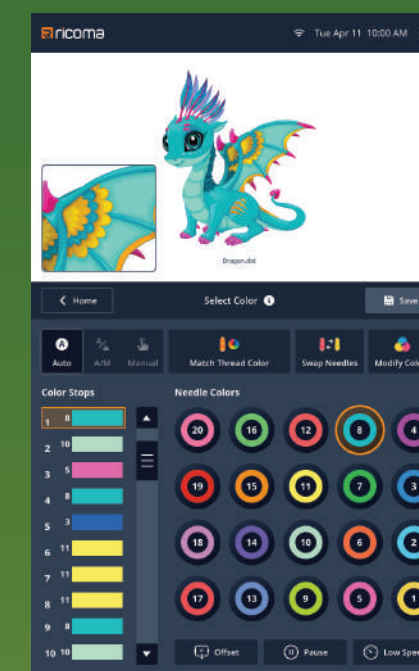 ricoma Tue Apr 11 10:00 AM
Dragon.dst
Home Select Color Save
A A/M
Auto A/M Manual Match Thread Color Swap Needles Modify
Color Stops Needle Colors
1 8
20 16 12 8 4
2 10
3 5
19 15 11 7 3
4 8
5 3
18 14 10 6 2
6 11
7 11
17 13 9 5 1
8 11
9 8
10 10 Offset Pause Low